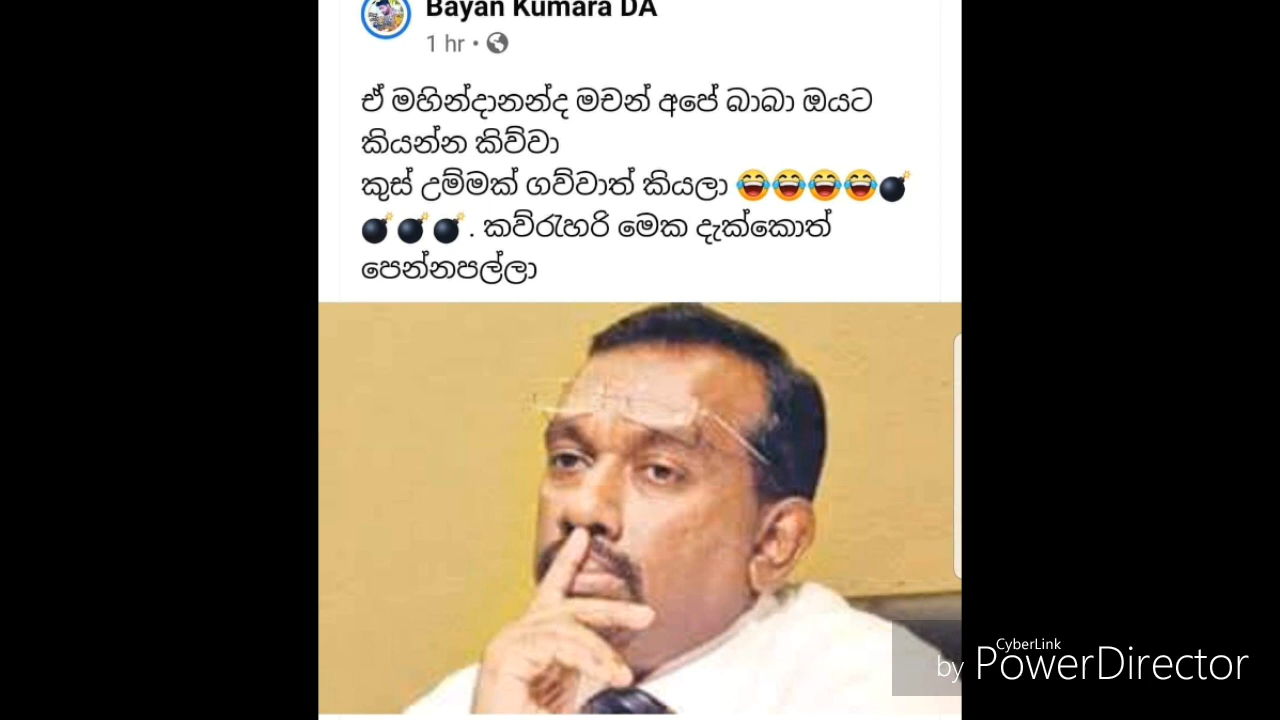 Bayan Kumara DA
1 hr •
ඒ මහින්දානන්ද මචන් අපේ බාබා ඔයට
කියන්න කිව්වා
කුස් උම්මක් ගව්වාත් කියලා 😂😂😂😂💣
💣💣💣. කව්රැහරි මෙක දැක්කොත්
පෙන්නපල්ලා
CyberLink
by PowerDirector